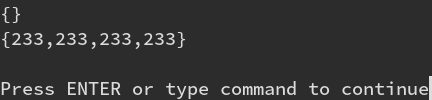 {}
{233,233,233,233}
Press ENTER or type command to continue